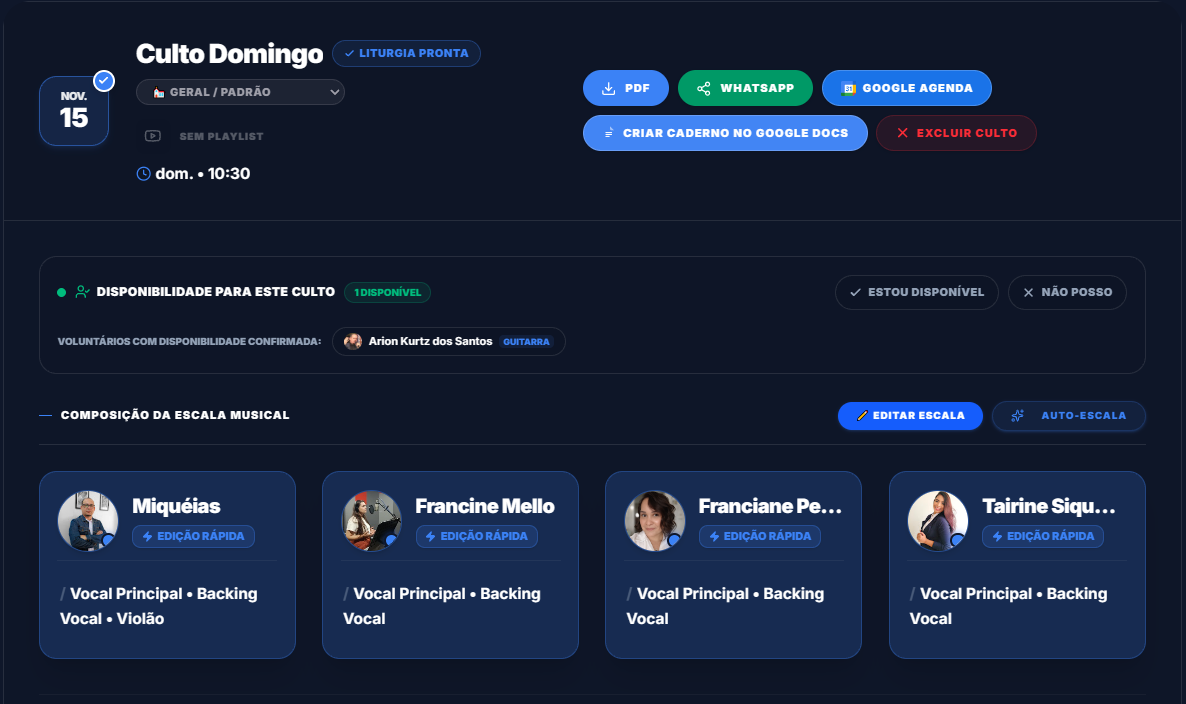 Culto Domingo
LITURGIA PRONTA
NOV.
15
GERAL / PADRÃO
SEM PLAYLIST
dom. • 10:30
PDF
WHATSAPP
31
GOOGLE AGENDA
CRIAR CADERNO NO GOOGLE DOCS
EXCLUIR CULTO
DISPONIBILIDADE PARA ESTE CULTO
1 DISPONÍVEL
ESTOU DISPONÍVEL
NÃO POSSO
VOLUNTÁRIOS COM DISPONIBILIDADE CONFIRMADA:
Arion Kurtz dos Santos
GUITARRA
COMPOSIÇÃO DA ESCALA MUSICAL
EDITAR ESCALA
AUTO-ESCALA
Miquéias
EDIÇÃO RÁPIDA
/ Vocal Principal • Backing
Vocal • Violão
Francine Mello
EDIÇÃO RÁPIDA
/ Vocal Principal • Backing
Vocal
Franciane Pe...
EDIÇÃO RÁPIDA
/ Vocal Principal • Backing
Vocal
Tairine Siqu...
EDIÇÃO RÁPIDA
/ Vocal Principal • Backing
Vocal